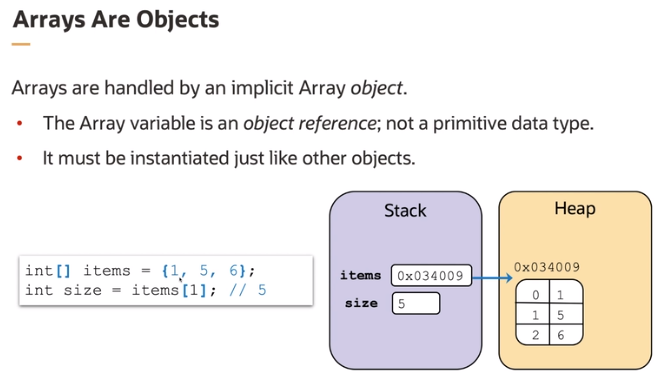 Arrays Are Objects
Arrays are handled by an implicit Array object.
• The Array variable is an object reference; not a primitive data type.
• It must be instantiated just like other objects.
int[] items = {1, 5, 6};
int size = items[1]; // 5
Stack
items 0x034009
size 5
Heap
0x034009
0 1
1 5
2 6